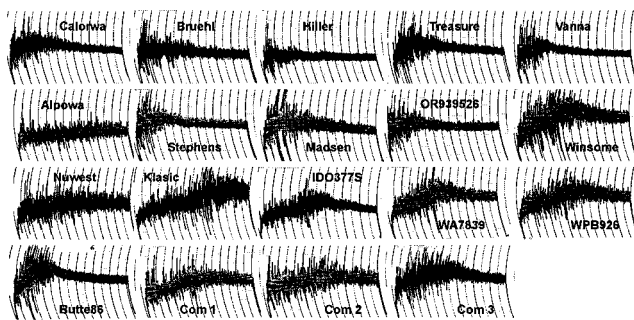 Calorwa
Bruehl
Hiller
Treasure
Vanna
Alpowa
Stephens
Madsen
OR939526
Winsome
Nuwest
Klasic
IDO377S
WA7839
WPB926
Butte86
Com 1
Com 2
Com 3